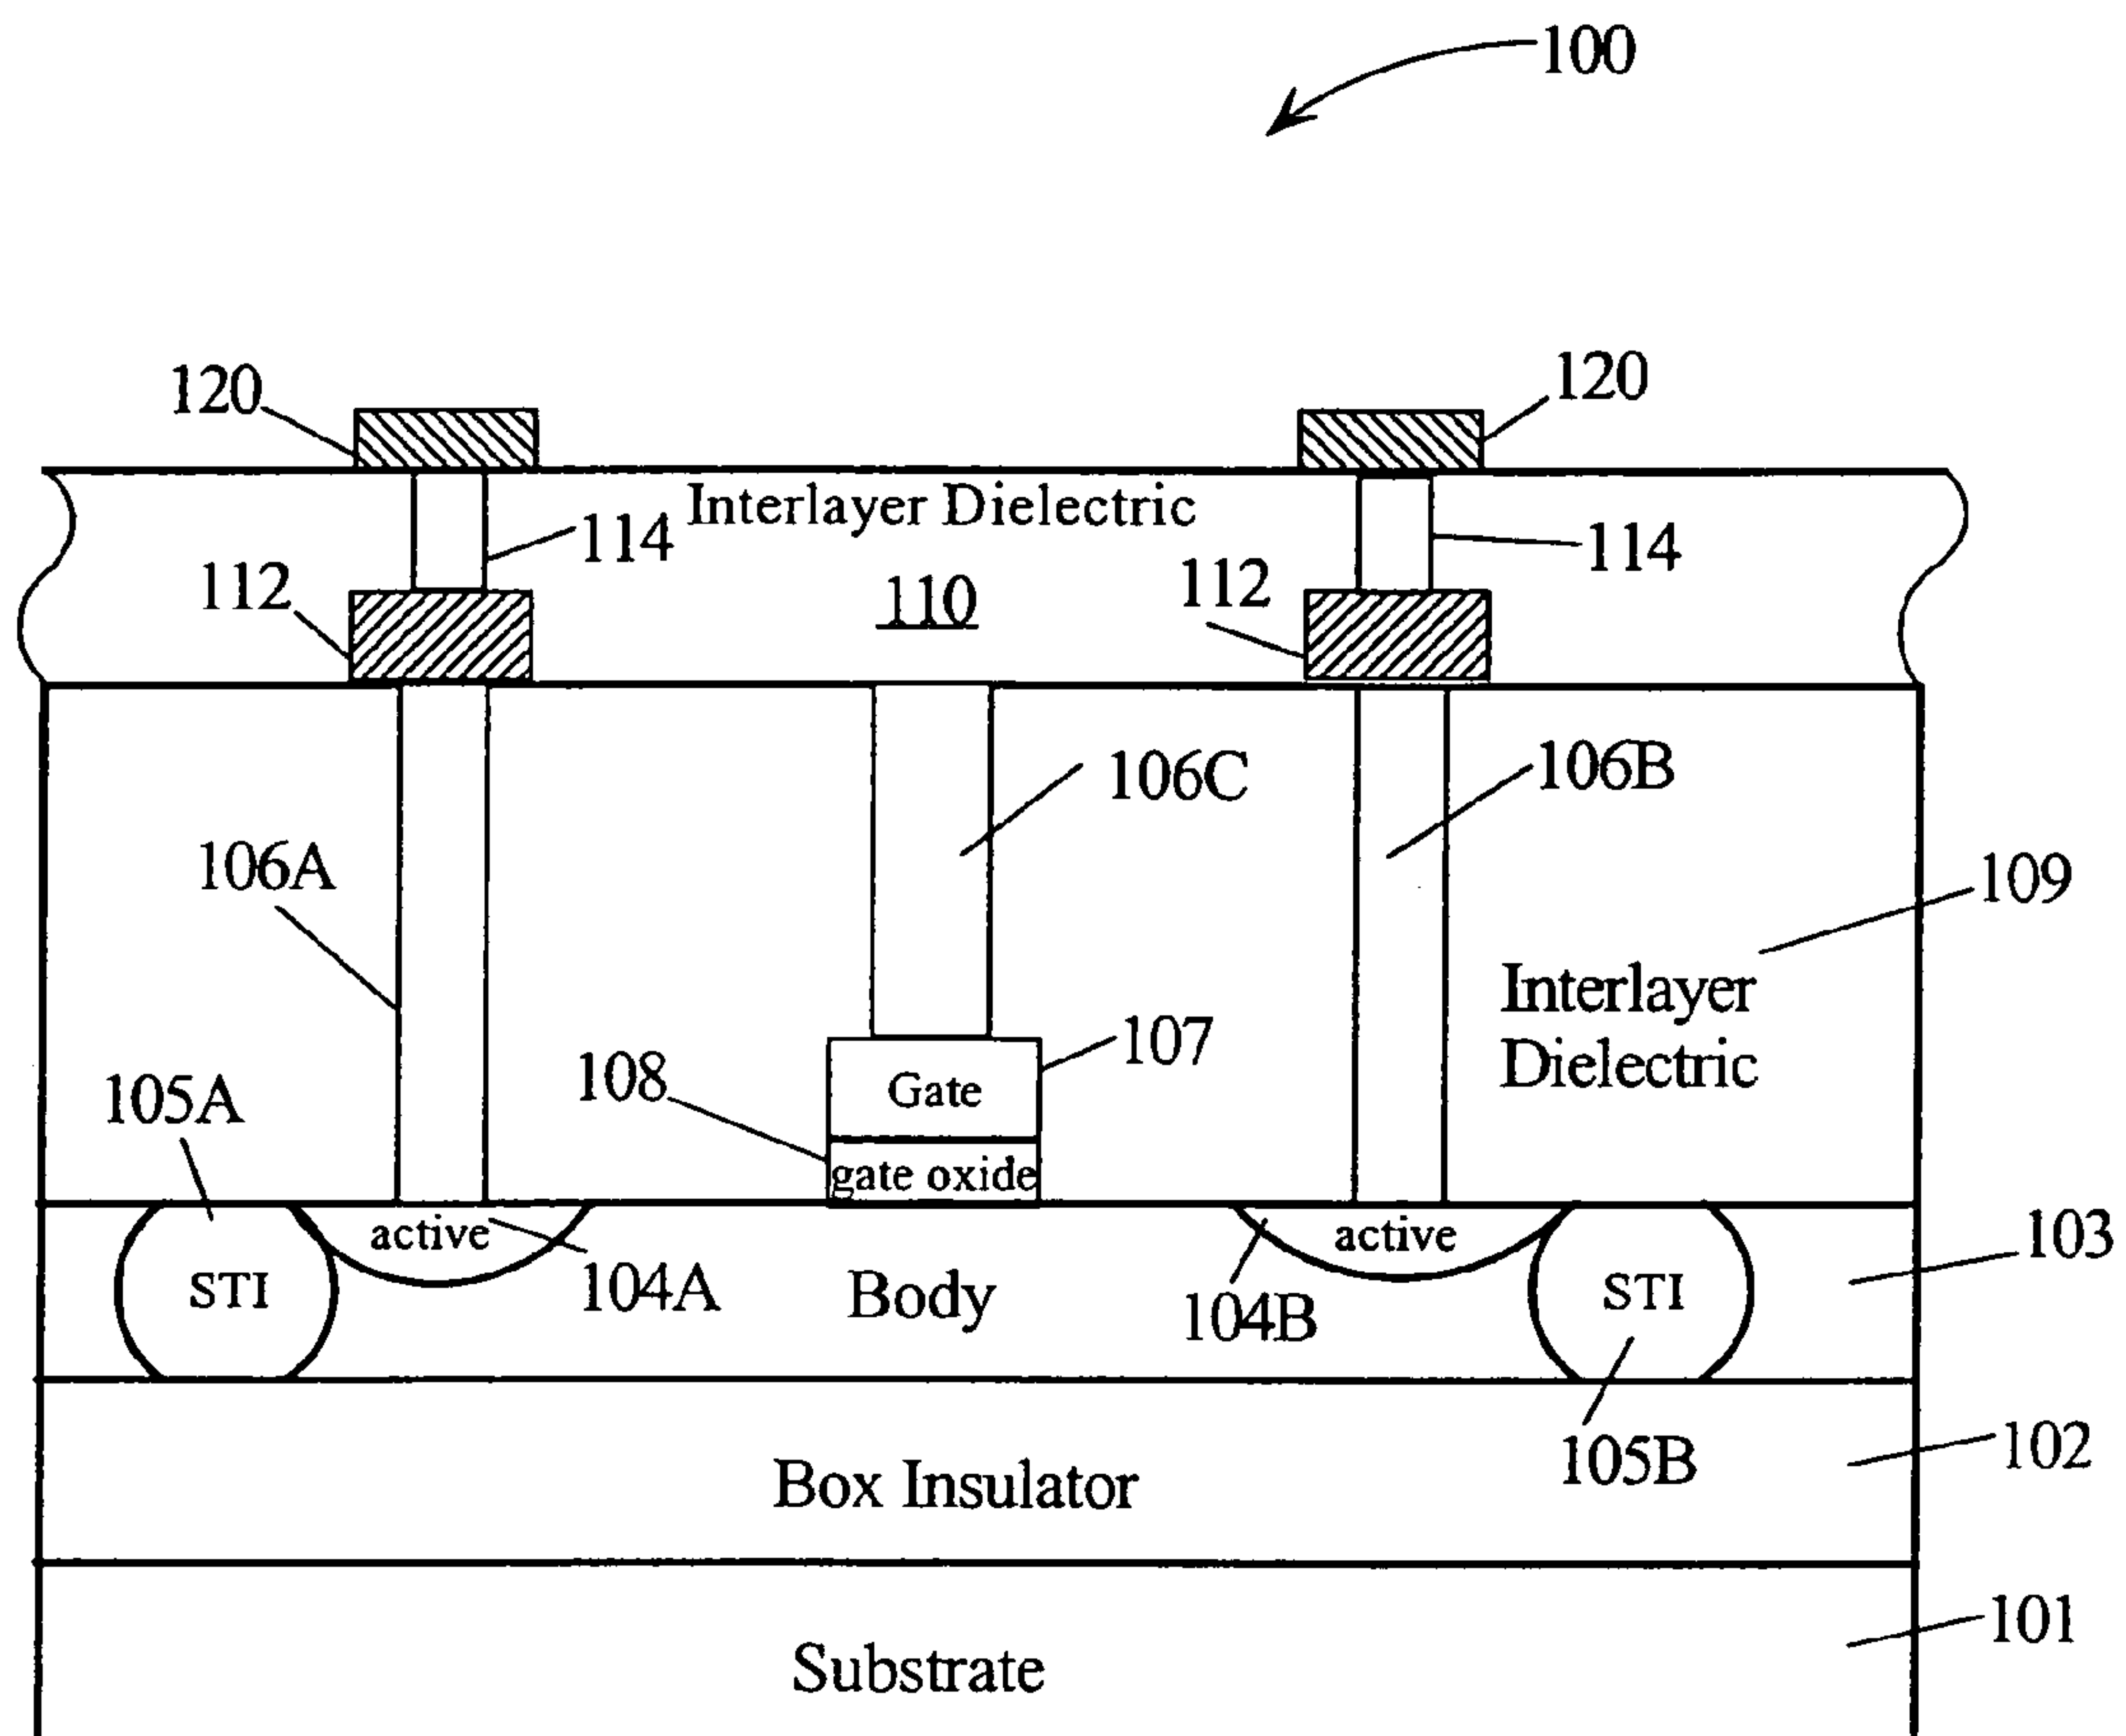 100
120
120
Interlayer Dielectric
114
114
112
110
112
106C
106B
106A
109
Interlayer
Dielectric
107
108
Gate
105A
gate oxide
active
active
103
STI
104A
Body
104B
STI
102
105B
Box Insulator
101
Substrate